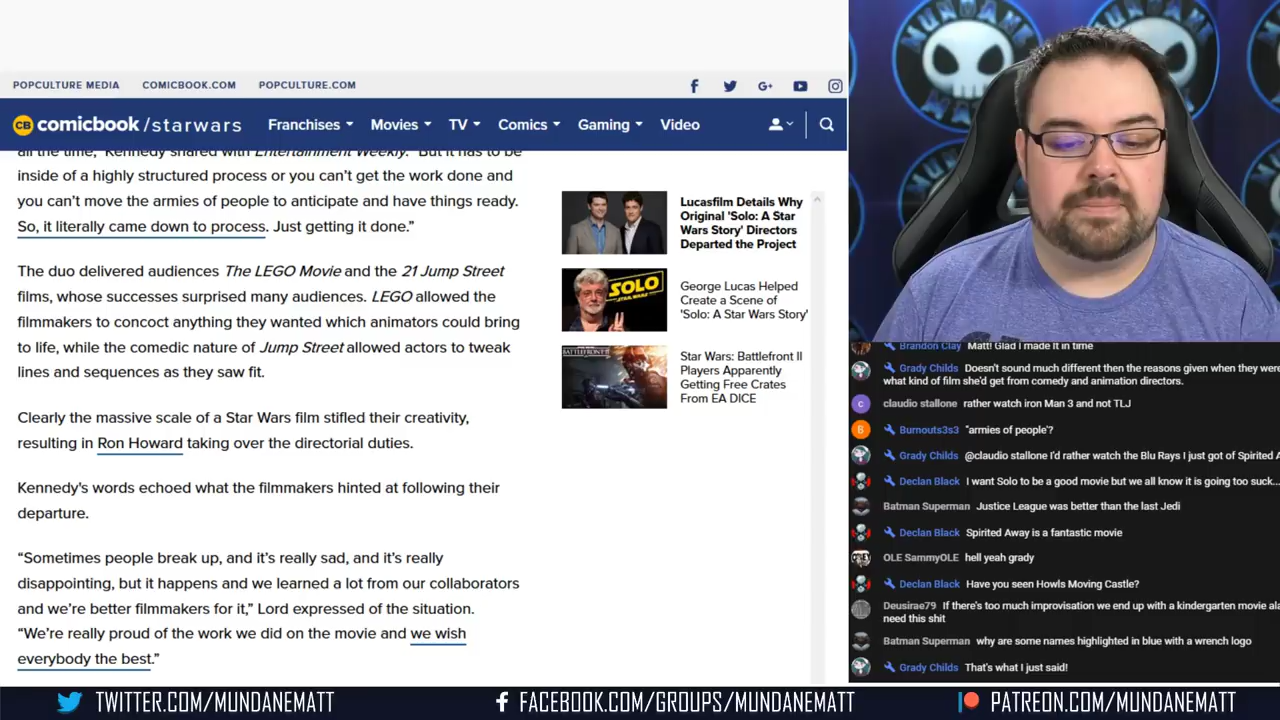 POPCULTURE MEDIA COMICBOOK.COM POPCULTURE.COM
CB comicbook /starwars Franchises Movies TV Comics Gaming Video
all the time," Kennedy shared with Entertainment Weekly. "But it has to be
inside of a highly structured process or you can't get the work done and
you can't move the armies of people to anticipate and have things ready.
So, it literally came down to process. Just getting it done."
The duo delivered audiences The LEGO Movie and the 21 Jump Street
films, whose successes surprised many audiences. LEGO allowed the
filmmakers to concoct anything they wanted which animators could bring
to life, while the comedic nature of Jump Street allowed actors to tweak
lines and sequences as they saw fit.
Clearly the massive scale of a Star Wars film stifled their creativity,
resulting in Ron Howard taking over the directorial duties.
Kennedy's words echoed what the filmmakers hinted at following their
departure.
"Sometimes people break up, and it's really sad, and it's really
disappointing, but it happens and we learned a lot from our collaborators
and we're better filmmakers for it," Lord expressed of the situation.
"We're really proud of the work we did on the movie and we wish
everybody the best."
Lucasfilm Details Why
Original 'Solo: A Star
Wars Story' Directors
Departed the Project
SOLO
George Lucas Helped
Create a Scene of
'Solo: A Star Wars Story'
BATTLEFRONT II
Star Wars: Battlefront II
Players Apparently
Getting Free Crates
From EA DICE
MUNDANE
Brandon Clay Matt! Glad I made it in time
Grady Childs Doesn't sound much different then the reasons given when they were
what kind of film she'd get from comedy and animation directors.
claudio stallone rather watch iron Man 3 and not TLJ
Burnouts3s3 "armies of people'?
Grady Childs @claudio stallone I'd rather watch the Blu Rays I just got of Spirited A
Declan Black I want Solo to be a good movie but we all know it is going too suck...
Batman Superman Justice League was better than the last Jedi
Declan Black Spirited Away is a fantastic movie
OLE SammyOLE hell yeah grady
Declan Black Have you seen Howls Moving Castle?
Deusirae79 If there's too much improvisation we end up with a kindergarten movie
need this shit
Batman Superman why are some names highlighted in blue with a wrench logo
Grady Childs That's what I just said!
TWITTER.COM/MUNDANEMATT FACEBOOK.COM/GROUPS/MUNDANEMATT PATREON.COM/MUNDANEMATT